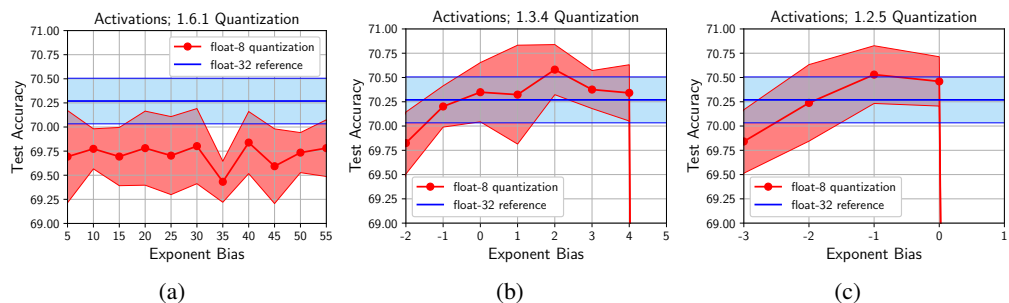 Activations; 1.6.1 Quantization
71.00
70.75
70.50
70.25
70.00
69.75
69.50
69.25
69.00
Test Accuracy
float-8 quantization
float-32 reference
5 10 15 20 25 30 35 40 45 50 55
Exponent Bias
(a)
Activations; 1.3.4 Quantization
71.00
70.75
70.50
70.25
70.00
69.75
69.50
69.25
69.00
Test Accuracy
float-8 quantization
float-32 reference
-2 -1 0 1 2 3 4 5
Exponent Bias
(b)
Activations; 1.2.5 Quantization
71.00
70.75
70.50
70.25
70.00
69.75
69.50
69.25
69.00
Test Accuracy
float-8 quantization
float-32 reference
-3 -2 -1 0 1
Exponent Bias
(c)